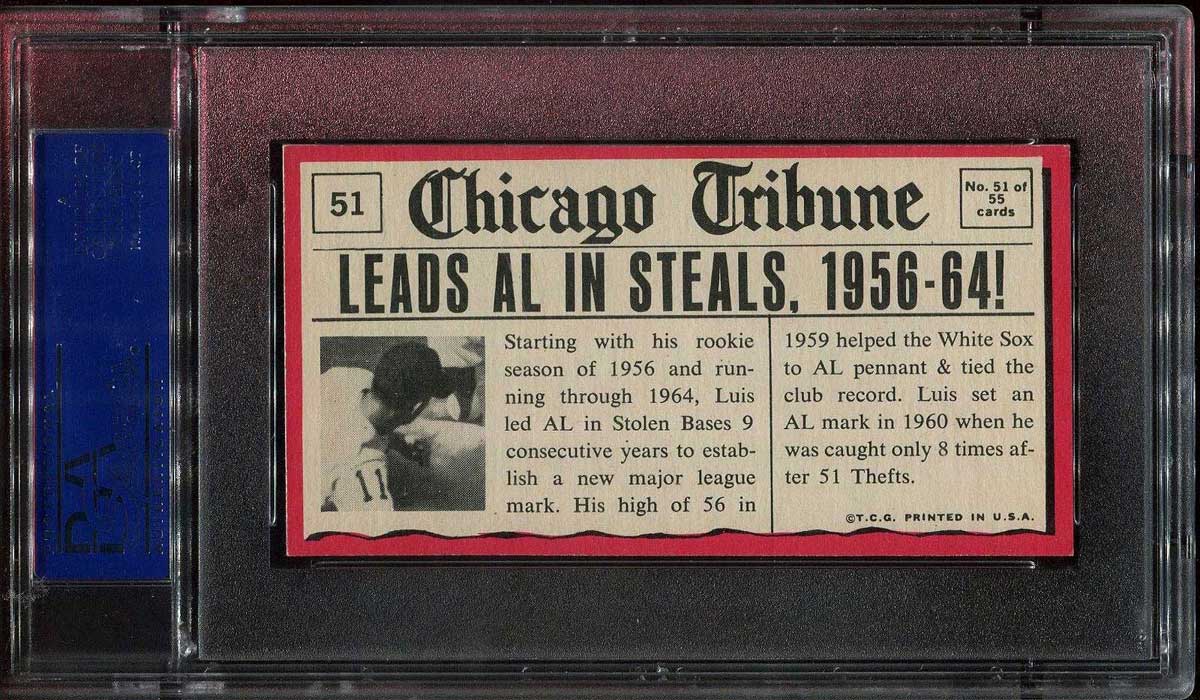 51
Chicago Tribune
No. 51 of
55
cards
LEADS AL IN STEALS, 1956-64!
Starting with his rookie
season of 1956 and run-
ning through 1964, Luis
led AL in Stolen Bases 9
consecutive years to estab-
lish a new major league
mark. His high of 56 in
1959 helped the White Sox
to AL pennant & tied the
club record. Luis set an
AL mark in 1960 when he
was caught only 8 times af-
ter 51 Thefts.
©T.C.G. PRINTED IN U.S.A.
11